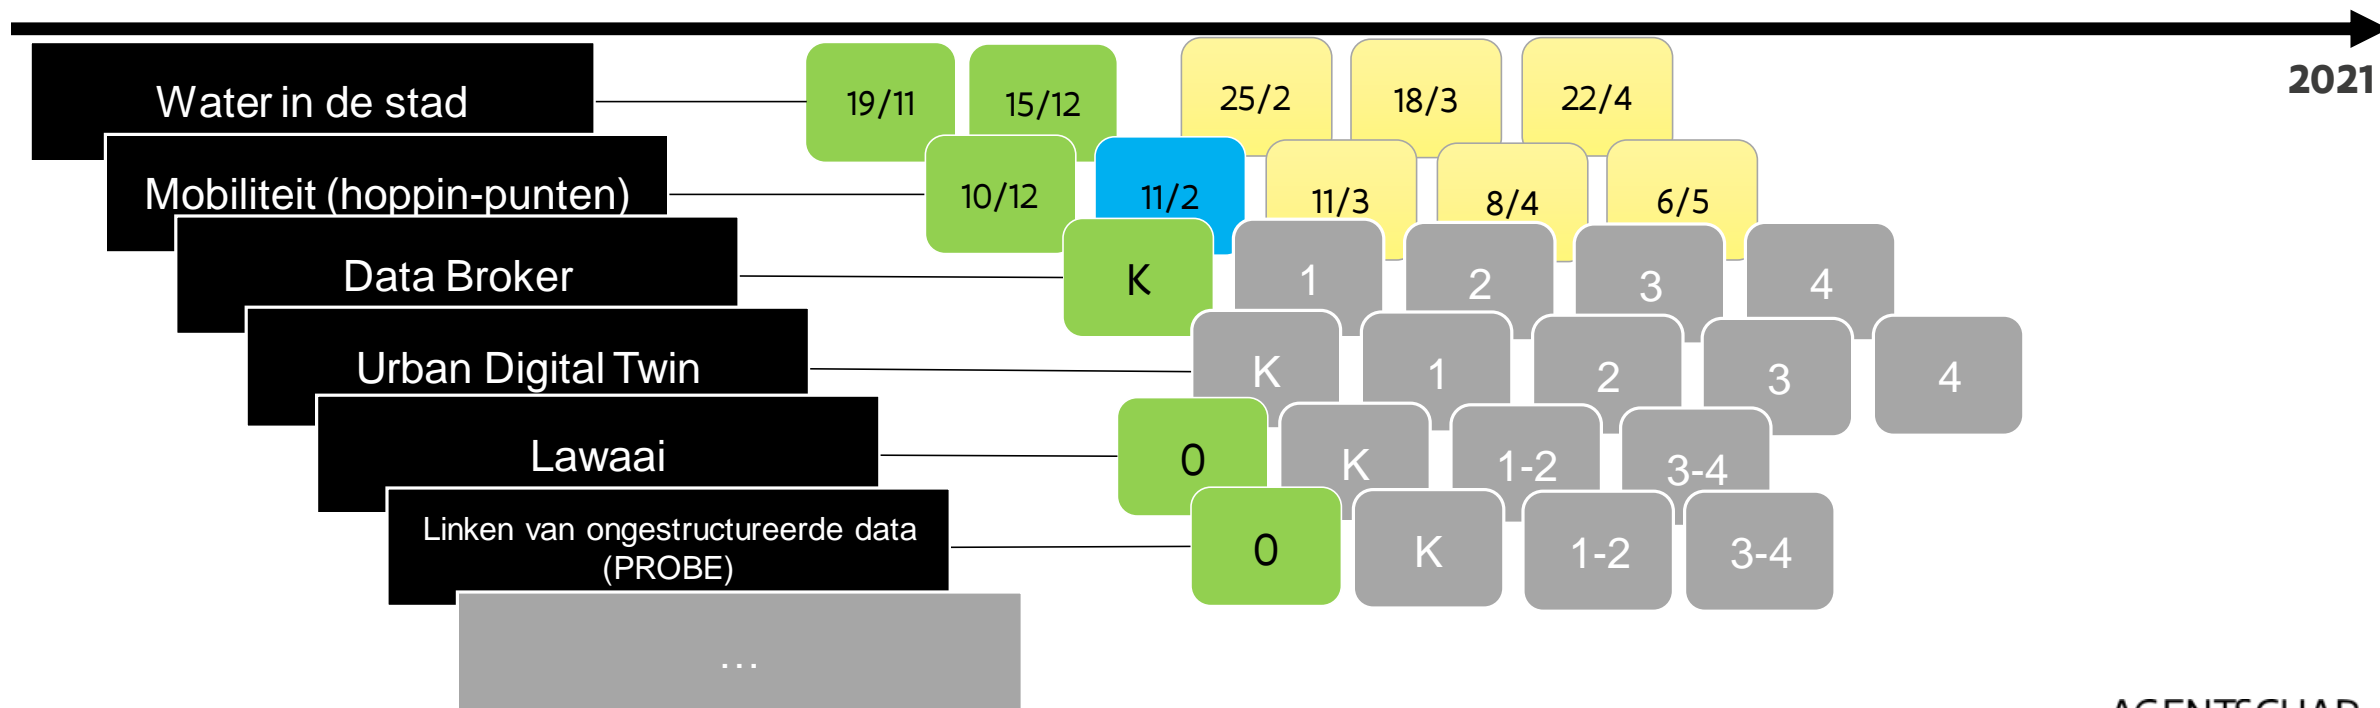 2021
Water in de stad
19/11
15/12
25/2
18/3
22/4
Mobiliteit (hoppin-punten)
10/12
11/2
11/3
8/4
6/5
Data Broker
K
1
2
3
4
Urban Digital Twin
K
1
2
3
4
Lawaai
0
K
1-2
3-4
Linken van ongestructureerde data
(PROBE)
0
K
1-2
3-4
...
AGENTSCHAP